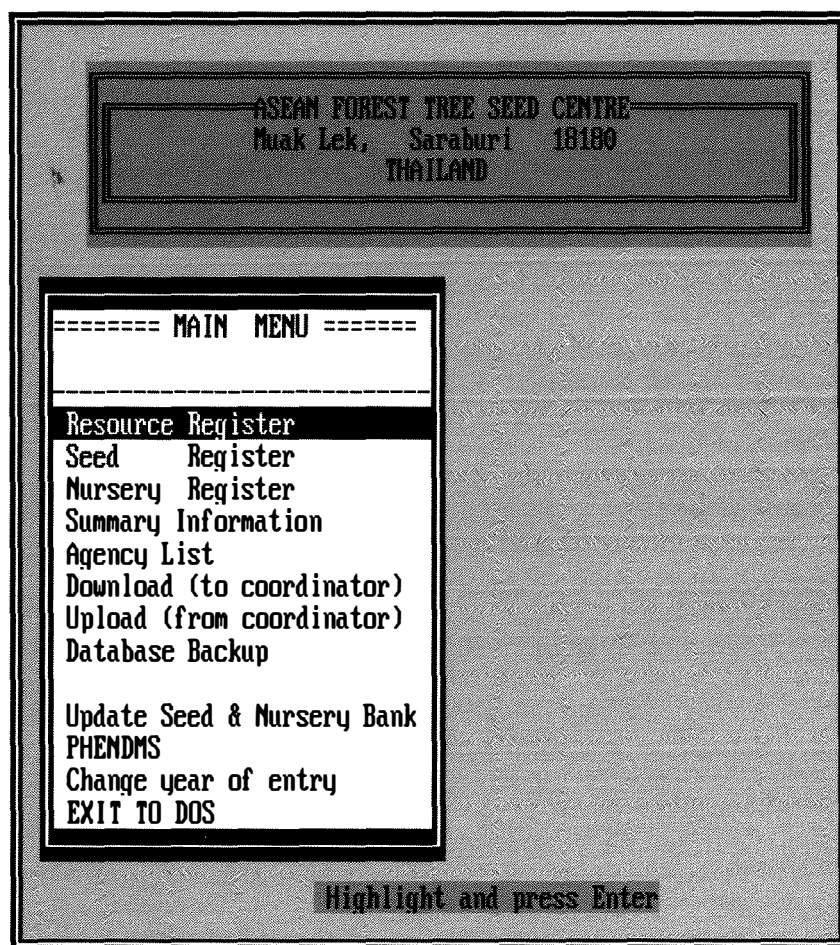 ASEAN FOREST TREE SEED CENTRE
Muak Lek, Saraburi 18180
THAILAND
======== MAIN MENU =======
Resource Register
Seed Register
Nursery Register
Summary Information
Agency List
Download (to coordinator)
Upload (from coordinator)
Database Backup
Update Seed & Nursery Bank
PHENDMS
Change year of entry
EXIT TO DOS
Highlight and press Enter